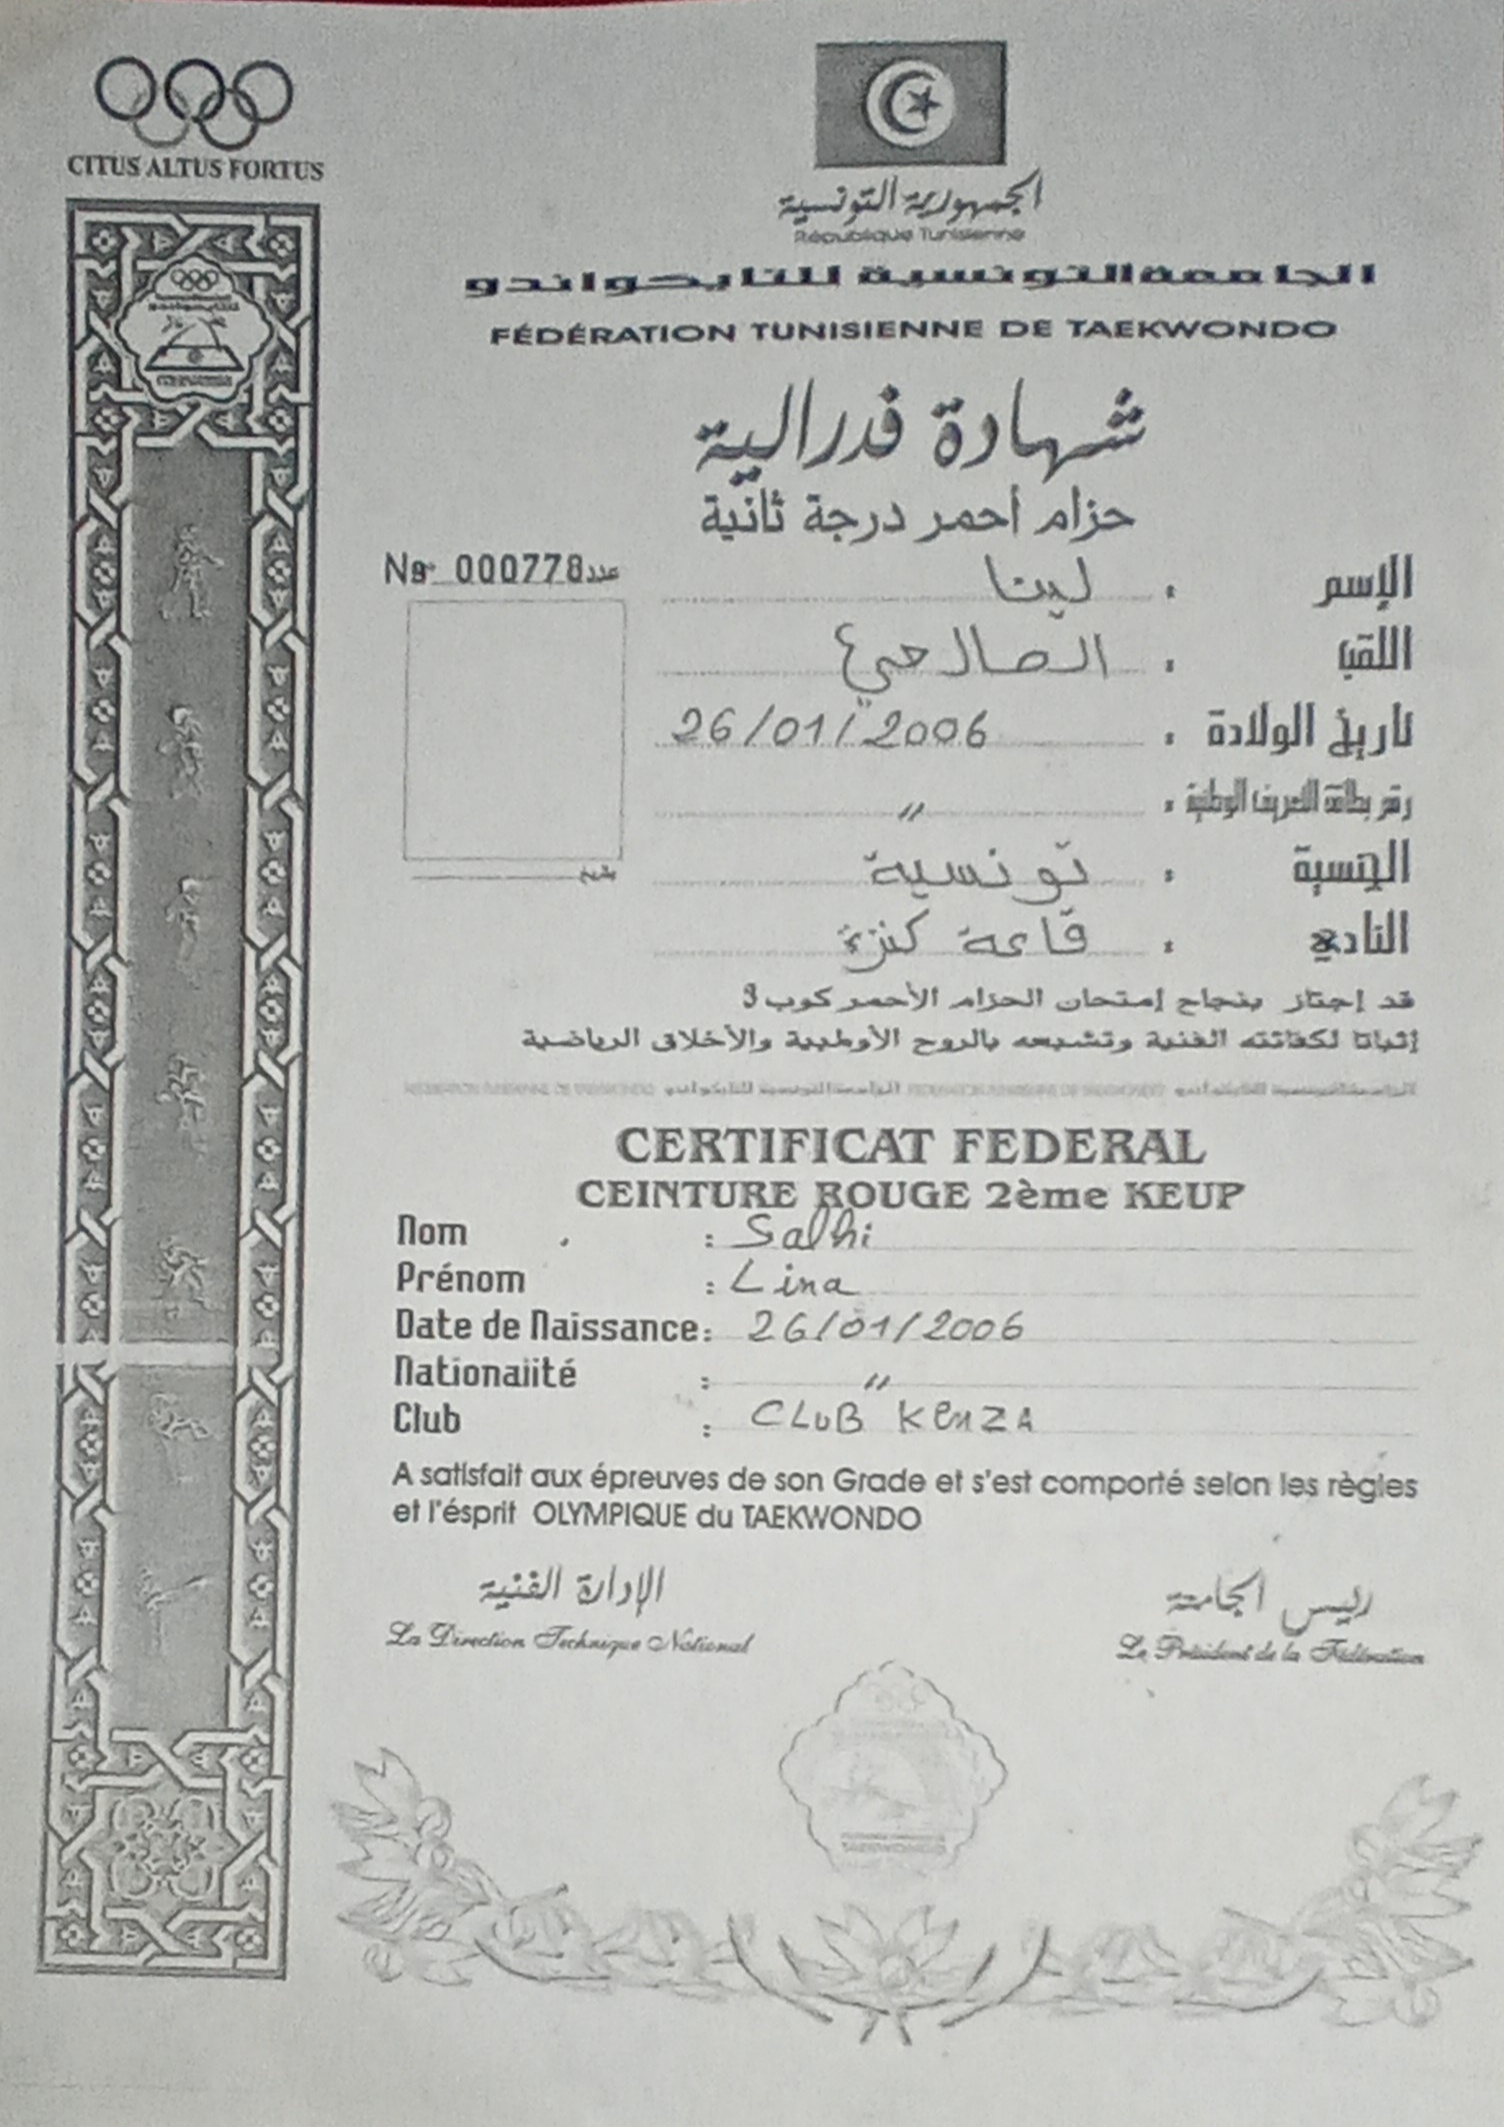 CITUS ALTUS FORTUS
الجمهورية التونسية
République Tunisienne
الجامعة التونسية للتايكواندو
FÉDÉRATION TUNISIENNE DE TAEKWONDO
شهادة فدرالية
حزام أحمر درجة ثانية
No 000778 عدد
الإسم : لينا
اللقب : الصالحي
تاريخ الولادة : 26/01/2006
رقم بطاقة التعريف الوطنية : "
الجنسية : تونسية
النادي : قاعة كنزة
قد إجتاز بنجاح إمتحان الحزام الأحمر كوب 3
إثباتا لكفائته الفنية وتشبعه بالروح الأولمبية والأخلاق الرياضية
CERTIFICAT FEDERAL
CEINTURE ROUGE 2ème KEUP
Nom : Salhi
Prénom : Lina
Date de Naissance: 26/01/2006
Nationaiité : "
Club : CLUB KENZA
A satisfait aux épreuves de son Grade et s'est comporté selon les règles
et l'ésprit OLYMPIQUE du TAEKWONDO
الإدارة الفنية
La Direction Technique National
رئيس الجامعة
Le Président de la Fédération
TAEKWONDO